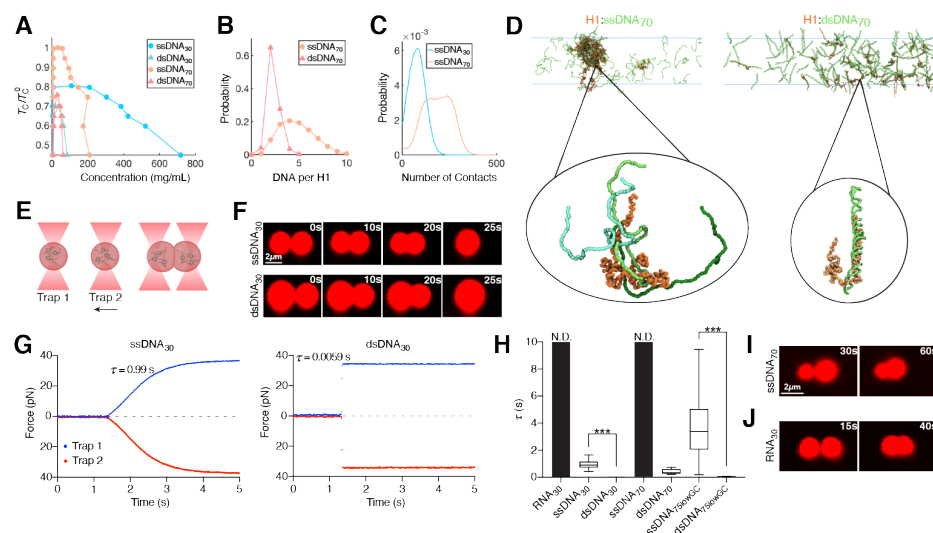 A
T_C/T_C^0
1
0.9
0.8
0.7
0.6
0.5
0
200
400
600
800
Concentration (mg/mL)
ssDNA30
dsDNA30
ssDNA70
dsDNA70
B
Probability
0.8
0.6
0.4
0.2
0
0
5
10
DNA per H1
ssDNA70
dsDNA70
C
×10^-3
Probability
6
4
2
0
0
500
Number of Contacts
ssDNA30
ssDNA70
D
H1:ssDNA70
H1:dsDNA70
E
Trap 1
Trap 2
F
ssDNA30
0s
10s
20s
25s
2μm
dsDNA30
0s
10s
20s
25s
G
ssDNA30
Force (pN)
40
20
0
20
40
τ = 0.99 s
Trap 1
Trap 2
0
1
2
3
4
5
Time (s)
dsDNA30
Force (pN)
40
20
0
20
40
τ = 0.0059 s
0
1
2
3
4
5
Time (s)
H
τ (s)
10
8
6
4
2
0
N.D.
***
N.D.
***
RNA30
ssDNA30
dsDNA30
ssDNA70
dsDNA70
ssDNA75lowGC
dsDNA75lowGC
I
ssDNA70
30s
60s
2μm
J
RNA30
15s
40s